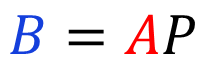 B = AP